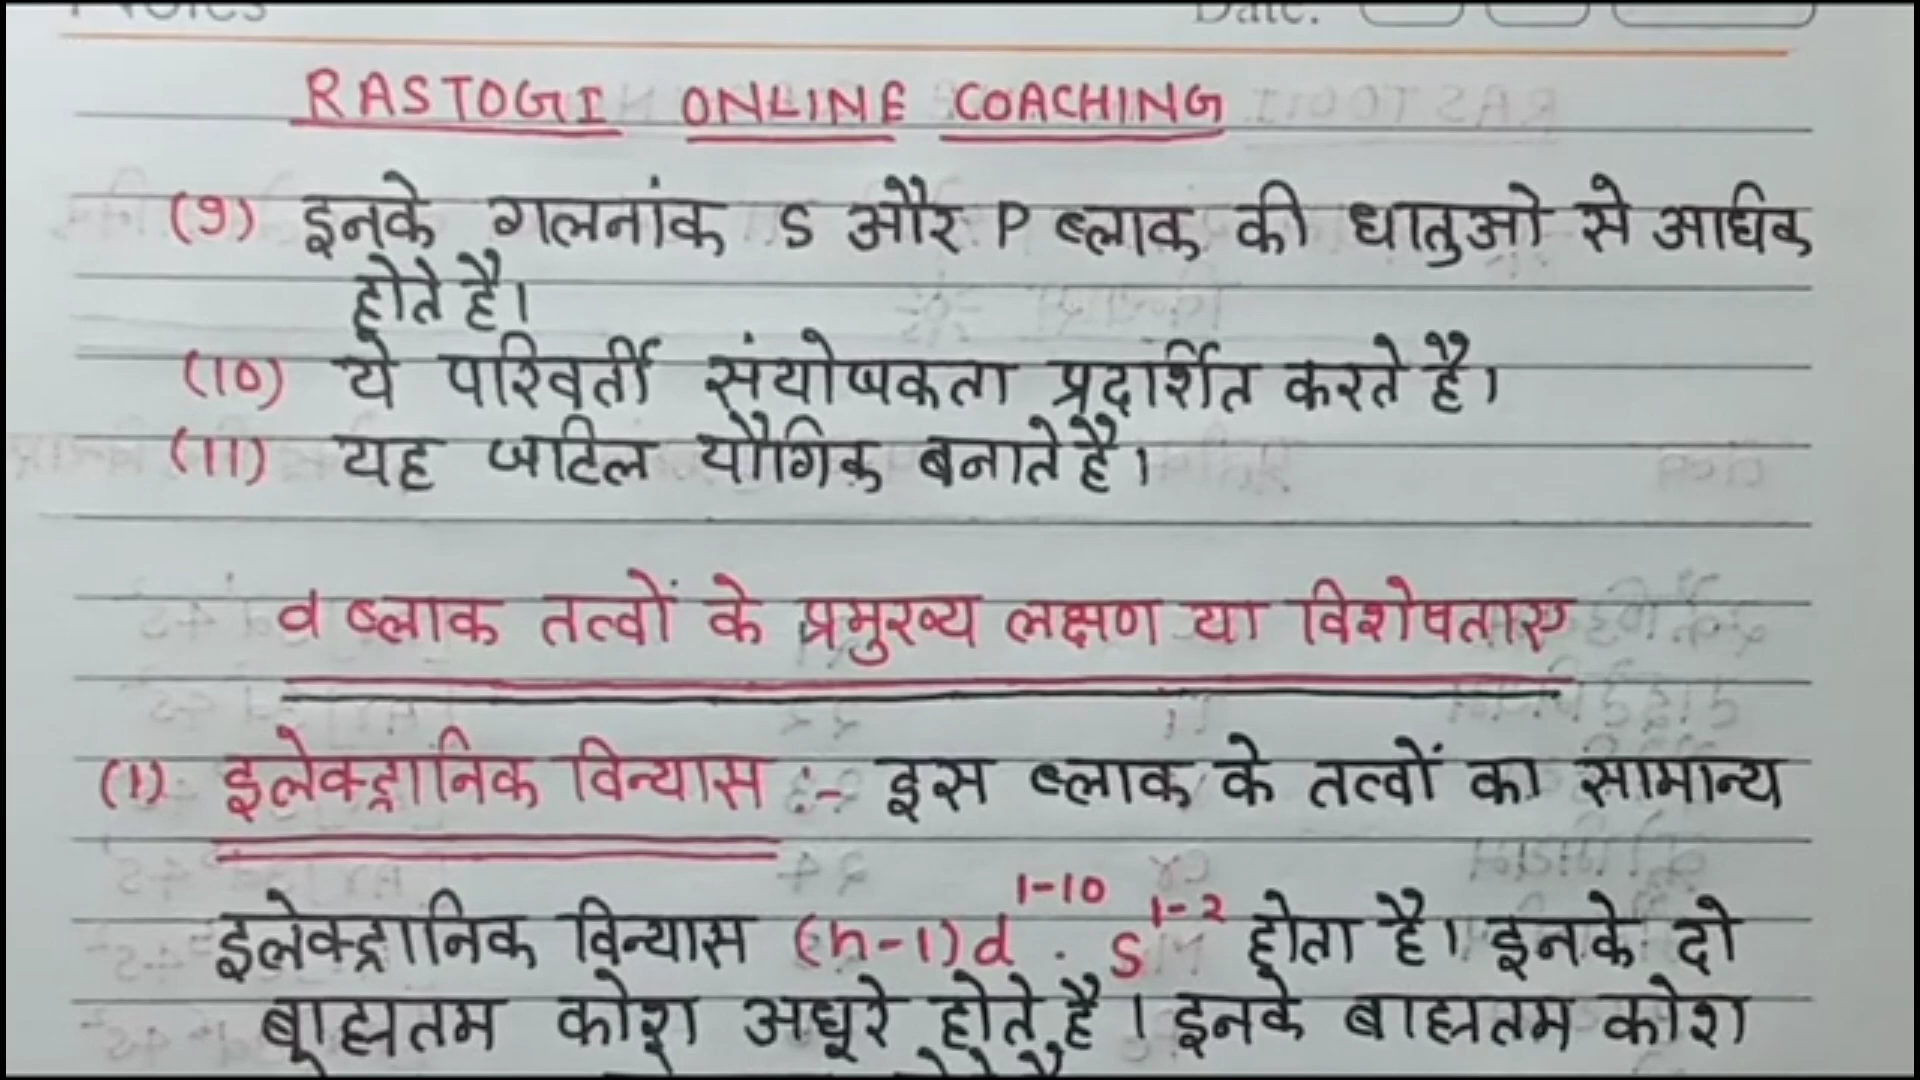 Notes Date:
RASTOGI ONLINE COACHING
(9) इनके गलनांक S और P ब्लाक की धातुओ से अधिक
होते है।
(10) ये परिवर्ती संयोजकता प्रदर्शित करते है।
(11) यह जटिल यौगिक बनाते है।
d ब्लाक तत्वों के प्रमुख लक्षण या विशेषताए
(1) इलेक्ट्रानिक विन्यास :- इस ब्लाक के तत्वों का सामान्य
इलेक्ट्रानिक विन्यास (n-1)d¹⁻¹⁰ . S¹⁻² होता है। इनके दो
बाह्यतम कोश अधूरे होते है। इनके बाह्यतम कोश